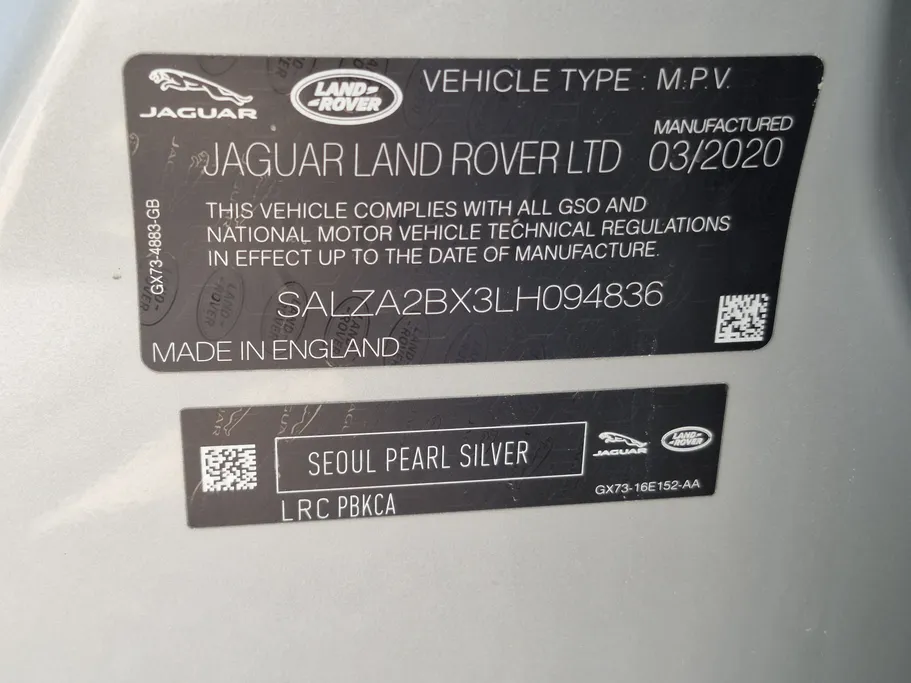 JAGUAR
LAND-
-ROVER
VEHICLE TYPE : M.P.V.
MANUFACTURED
JAGUAR LAND ROVER LTD 03/2020
THIS VEHICLE COMPLIES WITH ALL GSO AND
NATIONAL MOTOR VEHICLE TECHNICAL REGULATIONS
IN EFFECT UP TO THE DATE OF MANUFACTURE.
SALZA2BX3LH094836
MADE IN ENGLAND
GX73-4883-GB
SEOUL PEARL SILVER
LRC PBKCA
JAGUAR
LAND-
-ROVER
GX73-16E152-AA